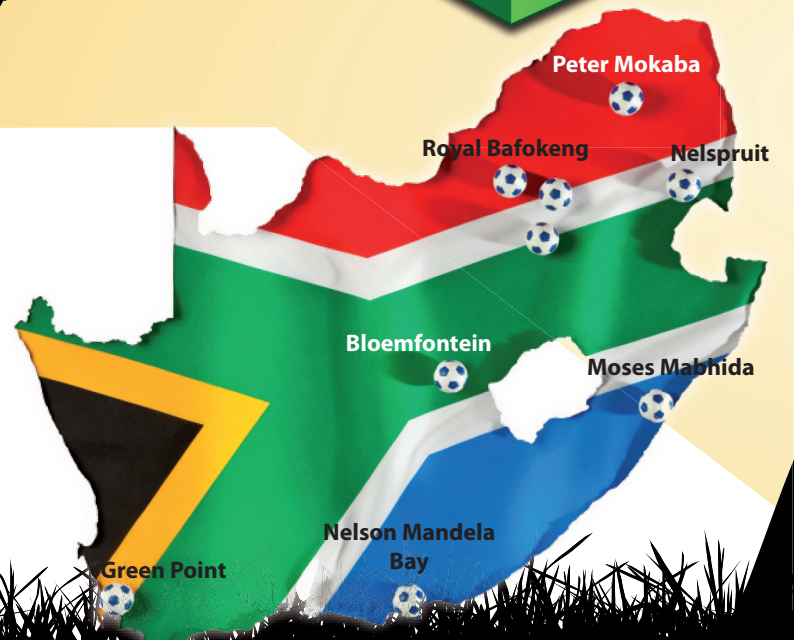 Peter Mokaba
Royal Bafokeng
Nelspruit
Bloemfontein
Moses Mabhida
Nelson Mandela
Bay
Green Point